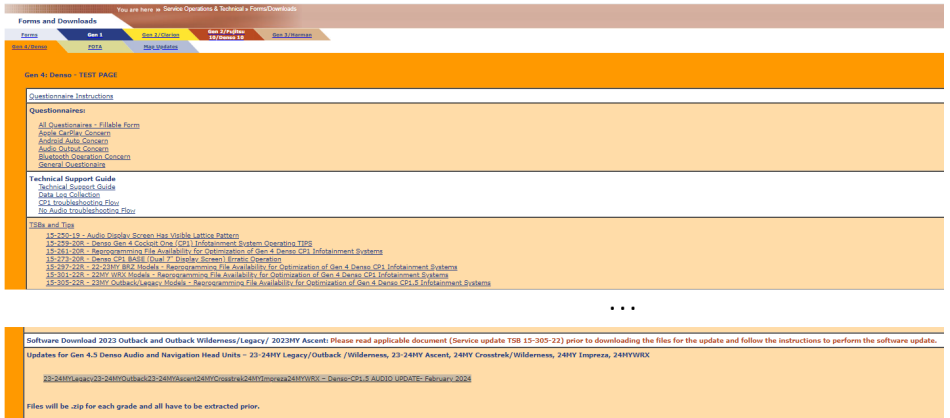 You are here » Service Operations & Technical » Forms/Downloads
Forms and Downloads
Forms
Gen 1
Gen 2/Clarion
Gen 2/Fujitsu
10/Denso 10
Gen 3/Harman
Gen 4/Denso
FOTA
Map Updates
Gen 4: Denso - TEST PAGE
Questionnaire Instructions
Questionnaires:
All Questionaires - Fillable Form
Apple CarPlay Concern
Android Auto Concern
Audio Output Concern
Bluetooth Operation Concern
General Questionaire
Technical Support Guide
Technical Support Guide
Data Log Collection
CP1 troubleshooting Flow
No Audio troubleshooting Flow
TSBs and Tips
15-250-19 - Audio Display Screen Has Visible Lattice Pattern
15-259-20R - Denso Gen 4 Cockpit One (CP1) Infotainment System Operating TIPS
15-261-20R - Reprogramming File Availability for Optimization of Gen 4 Denso CP1 Infotainment Systems
15-273-20R - Denso CP1 BASE (Dual 7" Display Screen) Erratic Operation
15-297-22R - 22-23MY BRZ Models - Reprogramming File Availability for Optimization of Gen 4 Denso CP1 Infotainment Systems
15-301-22R - 22MY WRX Models - Reprogramming File Availability for Optimization of Gen 4 Denso CP1 Infotainment Systems
15-305-22R - 23MY Outback/Legacy Models - Reprogramming File Availability for Optimization of Gen 4 Denso CP1.5 Infotainment Systems
...
Software Download 2023 Outback and Outback Wilderness/Legacy/ 2023MY Ascent: Please read applicable document (Service update TSB 15-305-22) prior to downloading the files for the update and follow the instructions to perform the software update.
Updates for Gen 4.5 Denso Audio and Navigation Head Units – 23-24MY Legacy/Outback /Wilderness, 23-24MY Ascent, 24MY Crosstrek/Wilderness, 24MY Impreza, 24MYWRX
23-24MYLegacy23-24MYOutback23-24MYAscent24MYCrosstrek24MYImpreza24MYWRX – Denso-CP1.5 AUDIO UPDATE- February 2024
Files will be .zip for each grade and all have to be extracted prior.